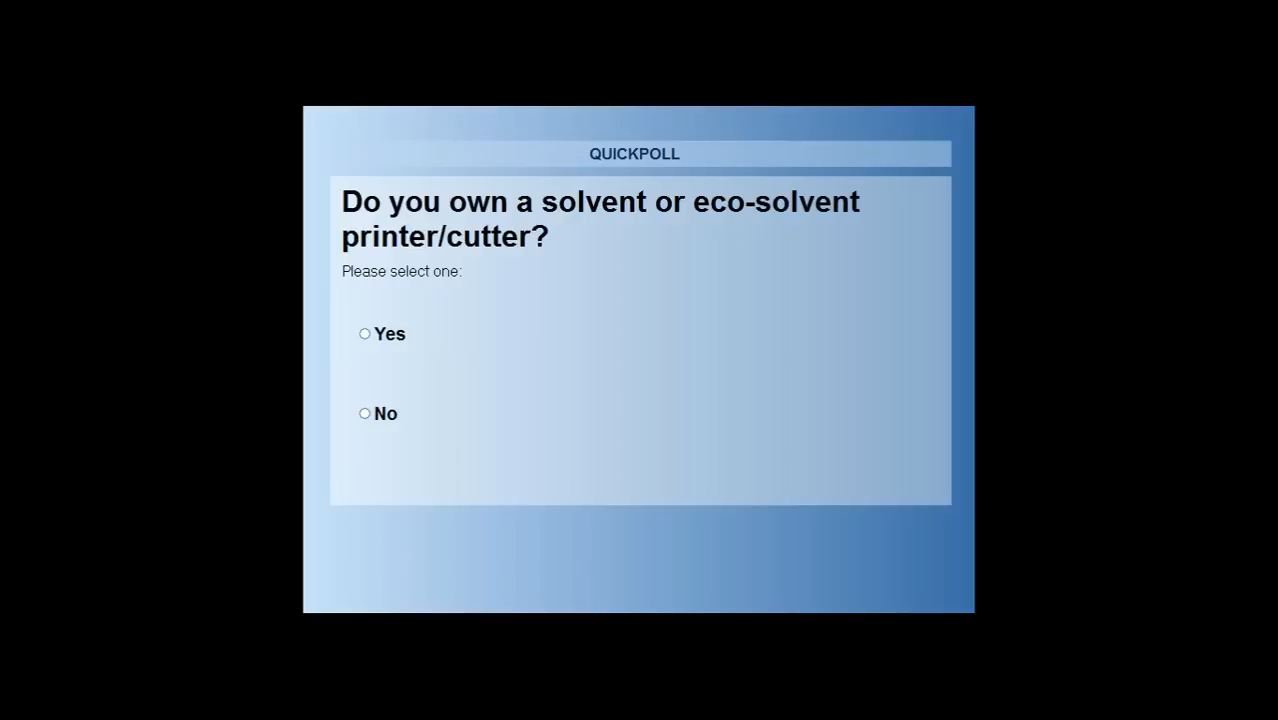 QUICKPOLL
Do you own a solvent or eco-solvent
printer/cutter?
Please select one:
Yes
No